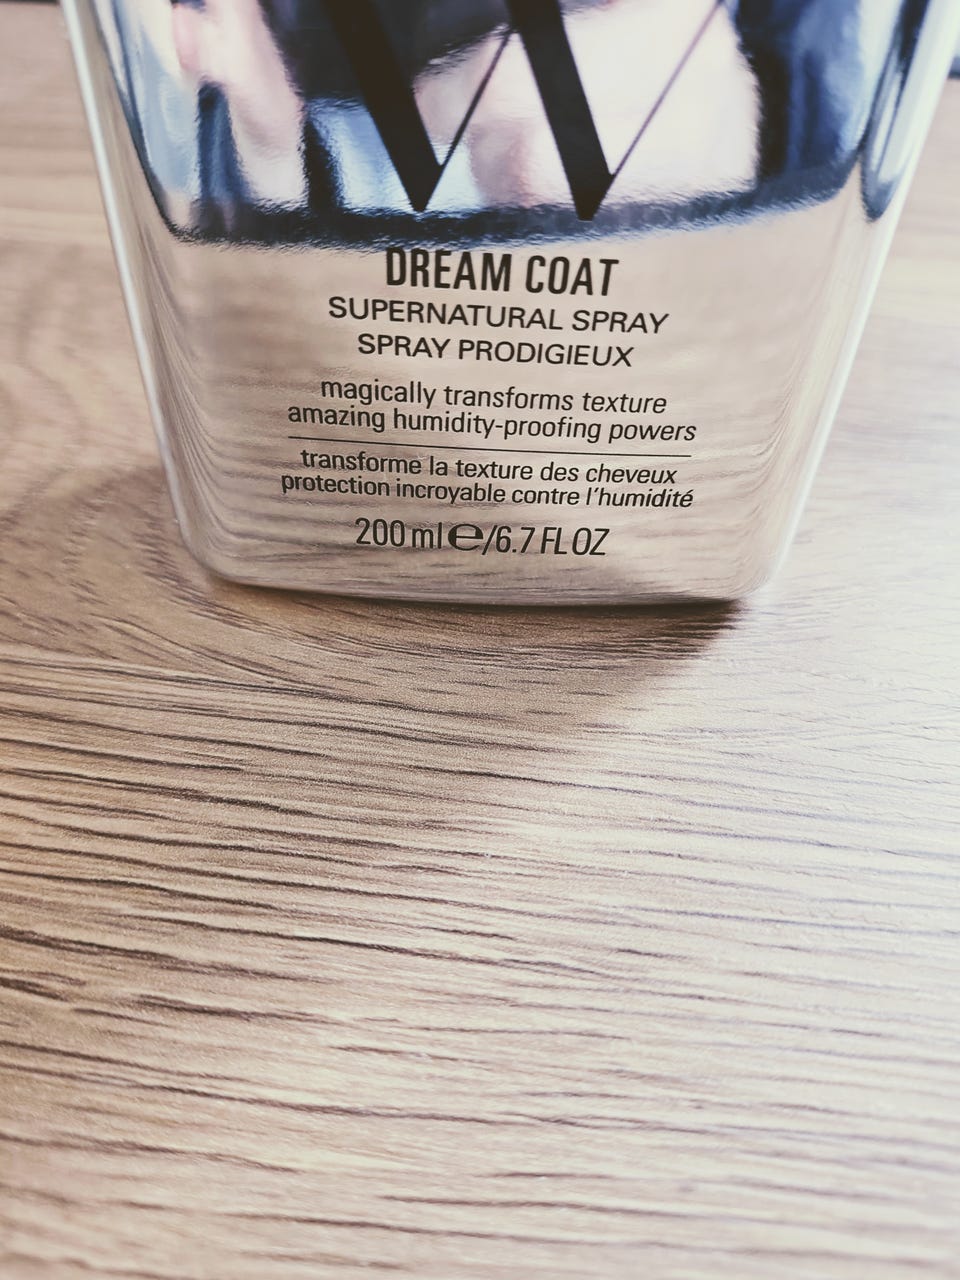 W
DREAM COAT
SUPERNATURAL SPRAY
SPRAY PRODIGIEUX
magically transforms texture
amazing humidity-proofing powers
transforme la texture des cheveux
protection incroyable contre l'humidité
200 ml e/6.7 FL OZ